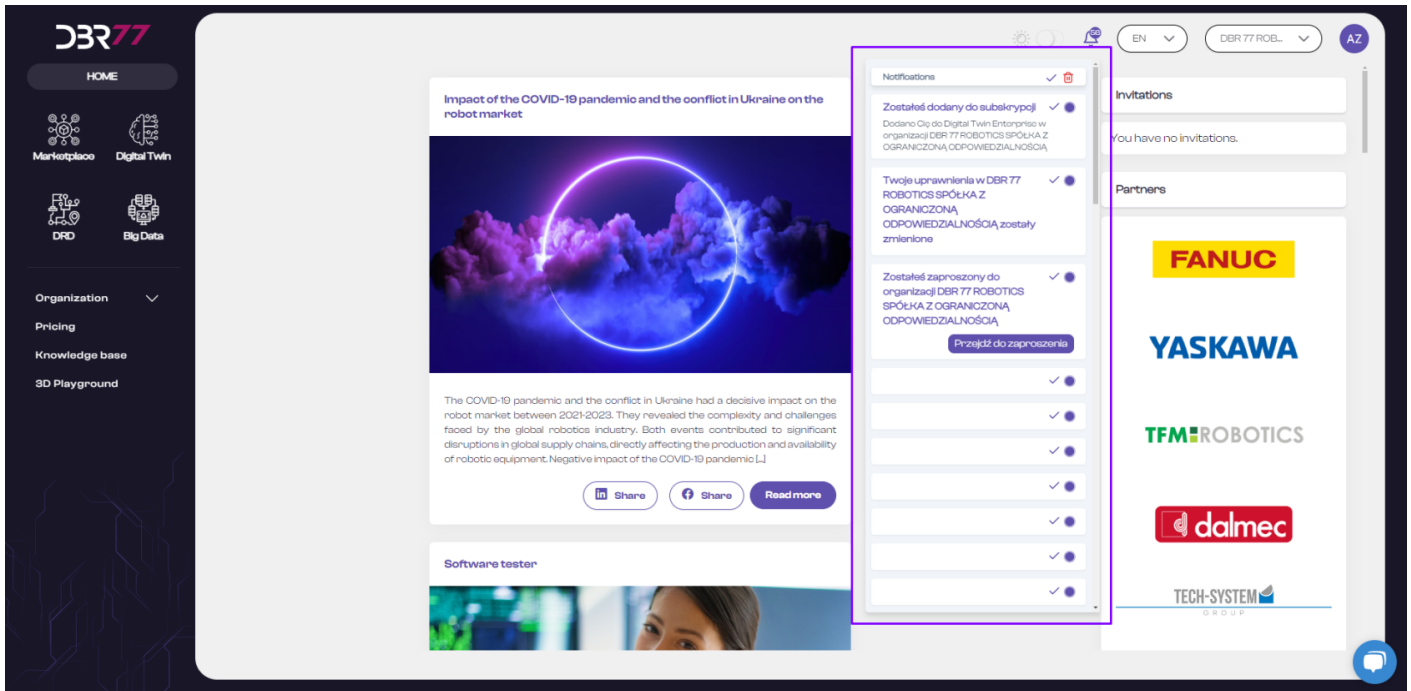 DBR77
HOME
Marketplace
Digital Twin
DRD
Big Data
Organization
Pricing
Knowledge base
3D Playground
EN
DBR 77 ROB...
AZ
Impact of the COVID-19 pandemic and the conflict in Ukraine on the
robot market
The COVID-19 pandemic and the conflict in Ukraine had a decisive impact on the
robot market between 2021-2023. They revealed the complexity and challenges
faced by the global robotics industry. Both events contributed to significant
disruptions in global supply chains, directly affecting the production and availability
of robotic equipment. Negative impact of the COVID-19 pandemic [...]
Share
Share
Read more
Software tester
Notifications
Zostałeś dodany do subskrypcji
Dodano Cię do Digital Twin Enterprise w
organizacji DBR 77 ROBOTICS SPÓŁKA Z
OGRANICZONĄ ODPOWIEDZIALNOŚCIĄ
Twoje uprawnienia w DBR 77
ROBOTICS SPÓŁKA Z
OGRANICZONĄ
ODPOWIEDZIALNOŚCIĄ zostały
zmienione
Zostałeś zaproszony do
organizacji DBR 77 ROBOTICS
SPÓŁKA Z OGRANICZONĄ
ODPOWIEDZIALNOŚCIĄ
Przejdź do zaproszenia
Invitations
You have no invitations.
Partners
FANUC
YASKAWA
TFM ROBOTICS
dalmec
TECH-SYSTEM
GROUP